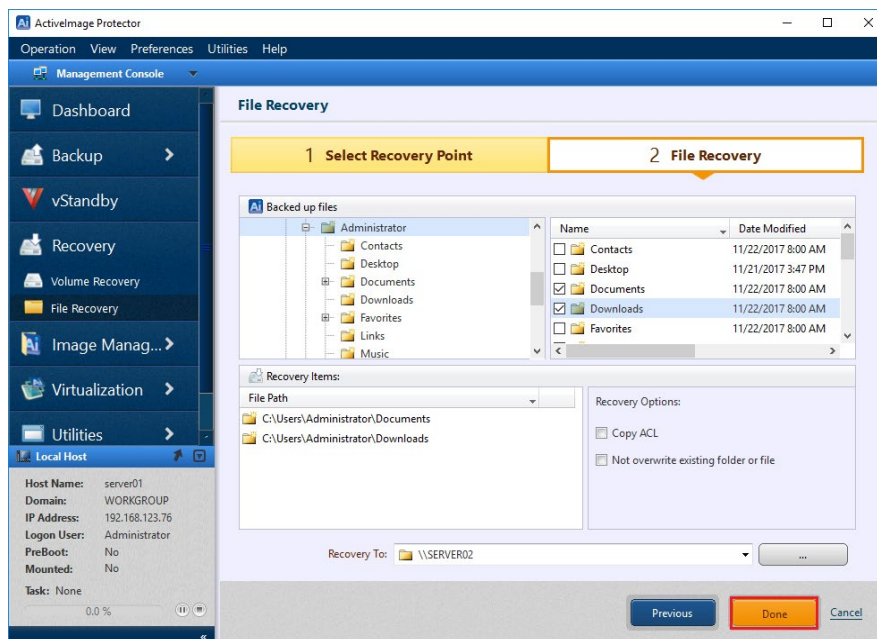 ActiveImage Protector
Operation View Preferences Utilities Help
Management Console
Dashboard
Backup
vStandby
Recovery
Volume Recovery
File Recovery
Image Manag...
Virtualization
Utilities
Local Host
Host Name: server01
Domain: WORKGROUP
IP Address: 192.168.123.76
Logon User: Administrator
PreBoot: No
Mounted: No
Task: None
0.0 %
File Recovery
1 Select Recovery Point
2 File Recovery
Backed up files
Administrator
Contacts
Desktop
Documents
Downloads
Favorites
Links
Music
Name Date Modified
Contacts 11/22/2017 8:00 AM
Desktop 11/21/2017 3:47 PM
Documents 11/22/2017 8:00 AM
Downloads 11/22/2017 8:00 AM
Favorites 11/22/2017 8:00 AM
Recovery Items:
File Path
C:\Users\Administrator\Documents
C:\Users\Administrator\Downloads
Recovery Options:
Copy ACL
Not overwrite existing folder or file
Recovery To: \\SERVER02
...
Previous Done Cancel